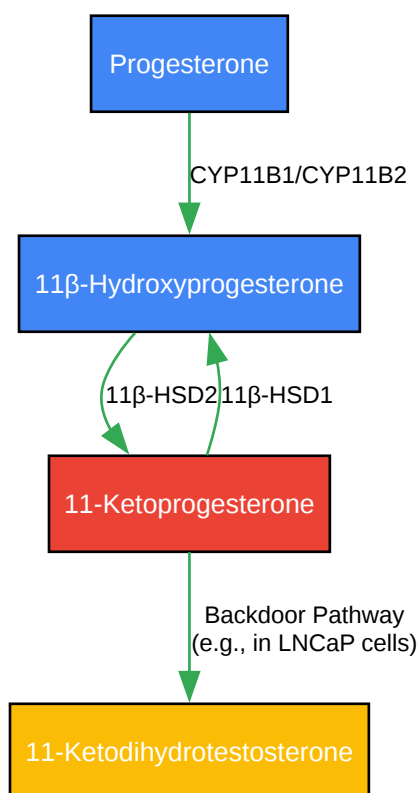 Progesterone
CYP11B1/CYP11B2
11β-Hydroxyprogesterone
11β-HSD2
11β-HSD1
11-Ketoprogesterone
Backdoor Pathway
(e.g., in LNCaP cells)
11-Ketodihydrotestosterone